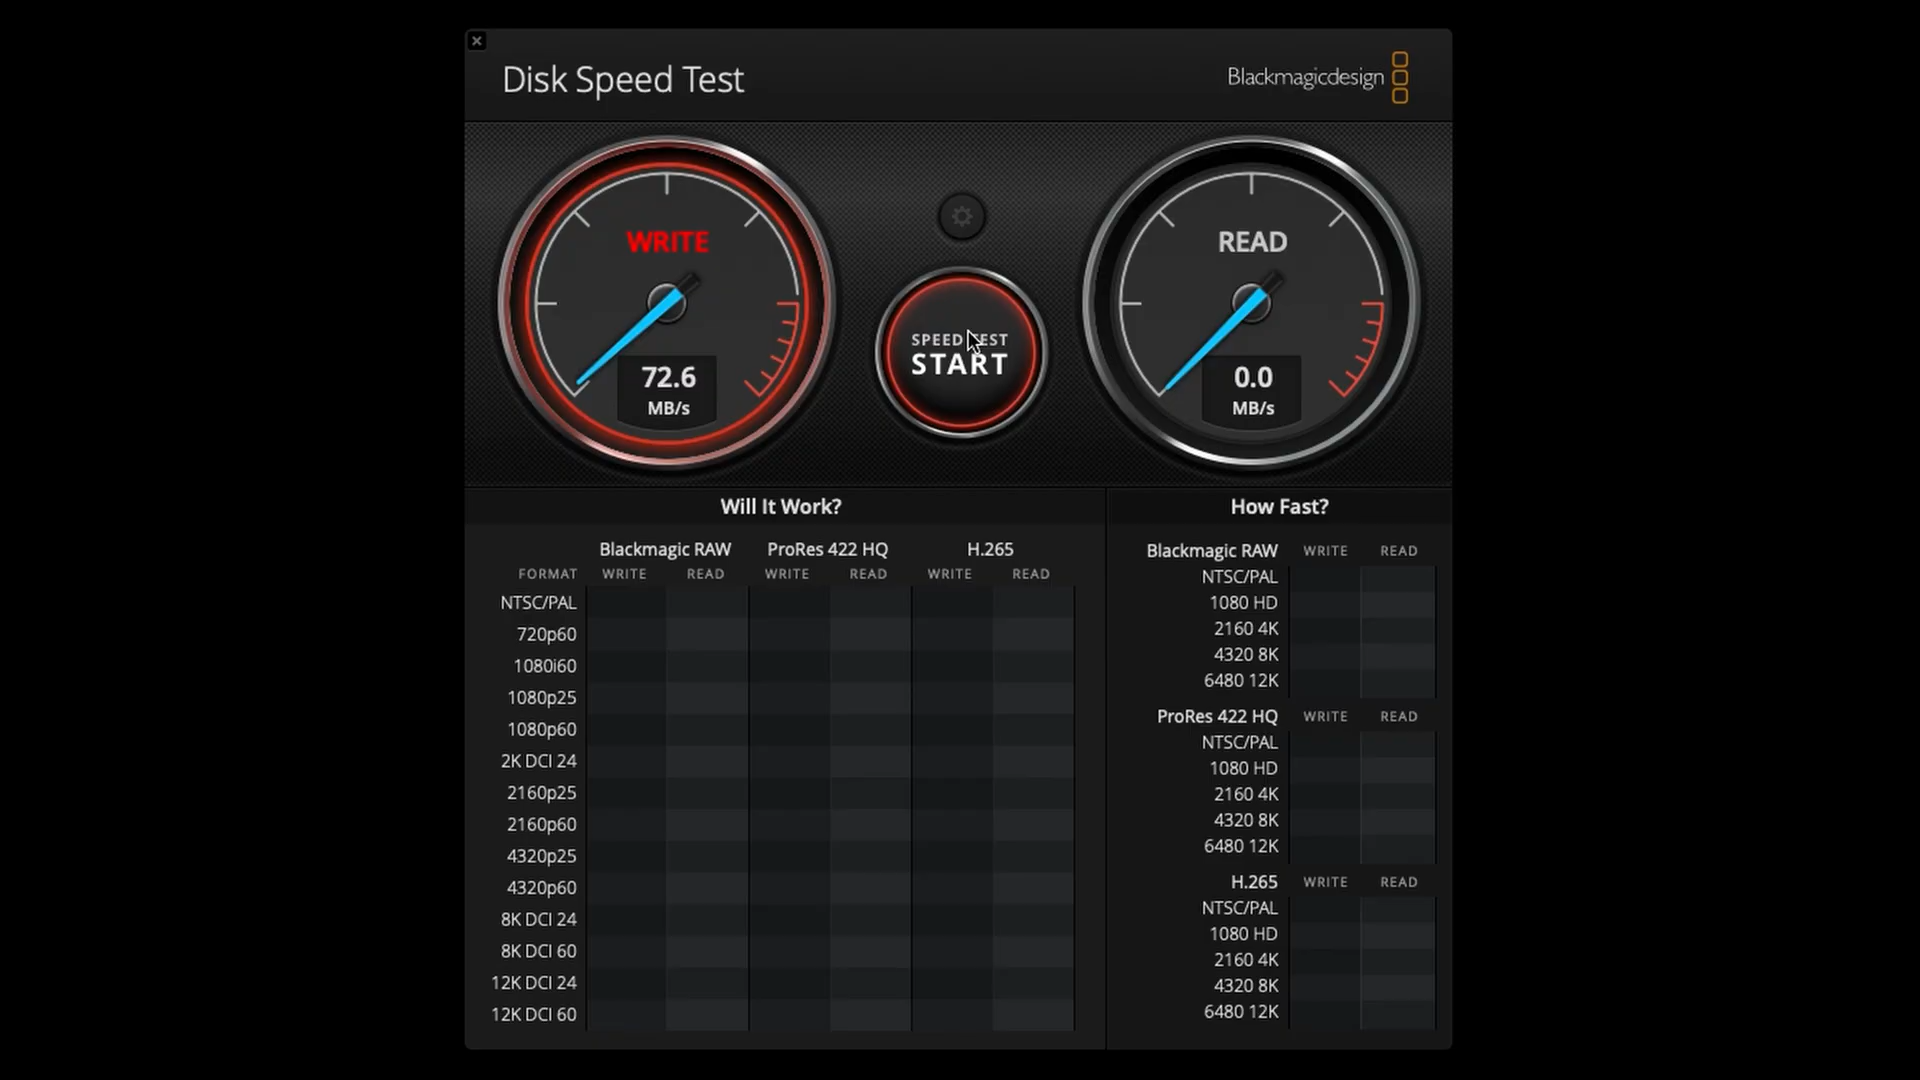 Disk Speed Test
Blackmagicdesign
WRITE
72.6
MB/s
SPEED TEST
START
READ
0.0
MB/s
Will It Work?
Blackmagic RAW ProRes 422 HQ H.265
FORMAT WRITE READ WRITE READ WRITE READ
NTSC/PAL
720p60
1080i60
1080p25
1080p60
2K DCI 24
2160p25
2160p60
4320p25
4320p60
8K DCI 24
8K DCI 60
12K DCI 24
12K DCI 60
How Fast?
Blackmagic RAW WRITE READ
NTSC/PAL
1080 HD
2160 4K
4320 8K
6480 12K
ProRes 422 HQ WRITE READ
NTSC/PAL
1080 HD
2160 4K
4320 8K
6480 12K
H.265 WRITE READ
NTSC/PAL
1080 HD
2160 4K
4320 8K
6480 12K